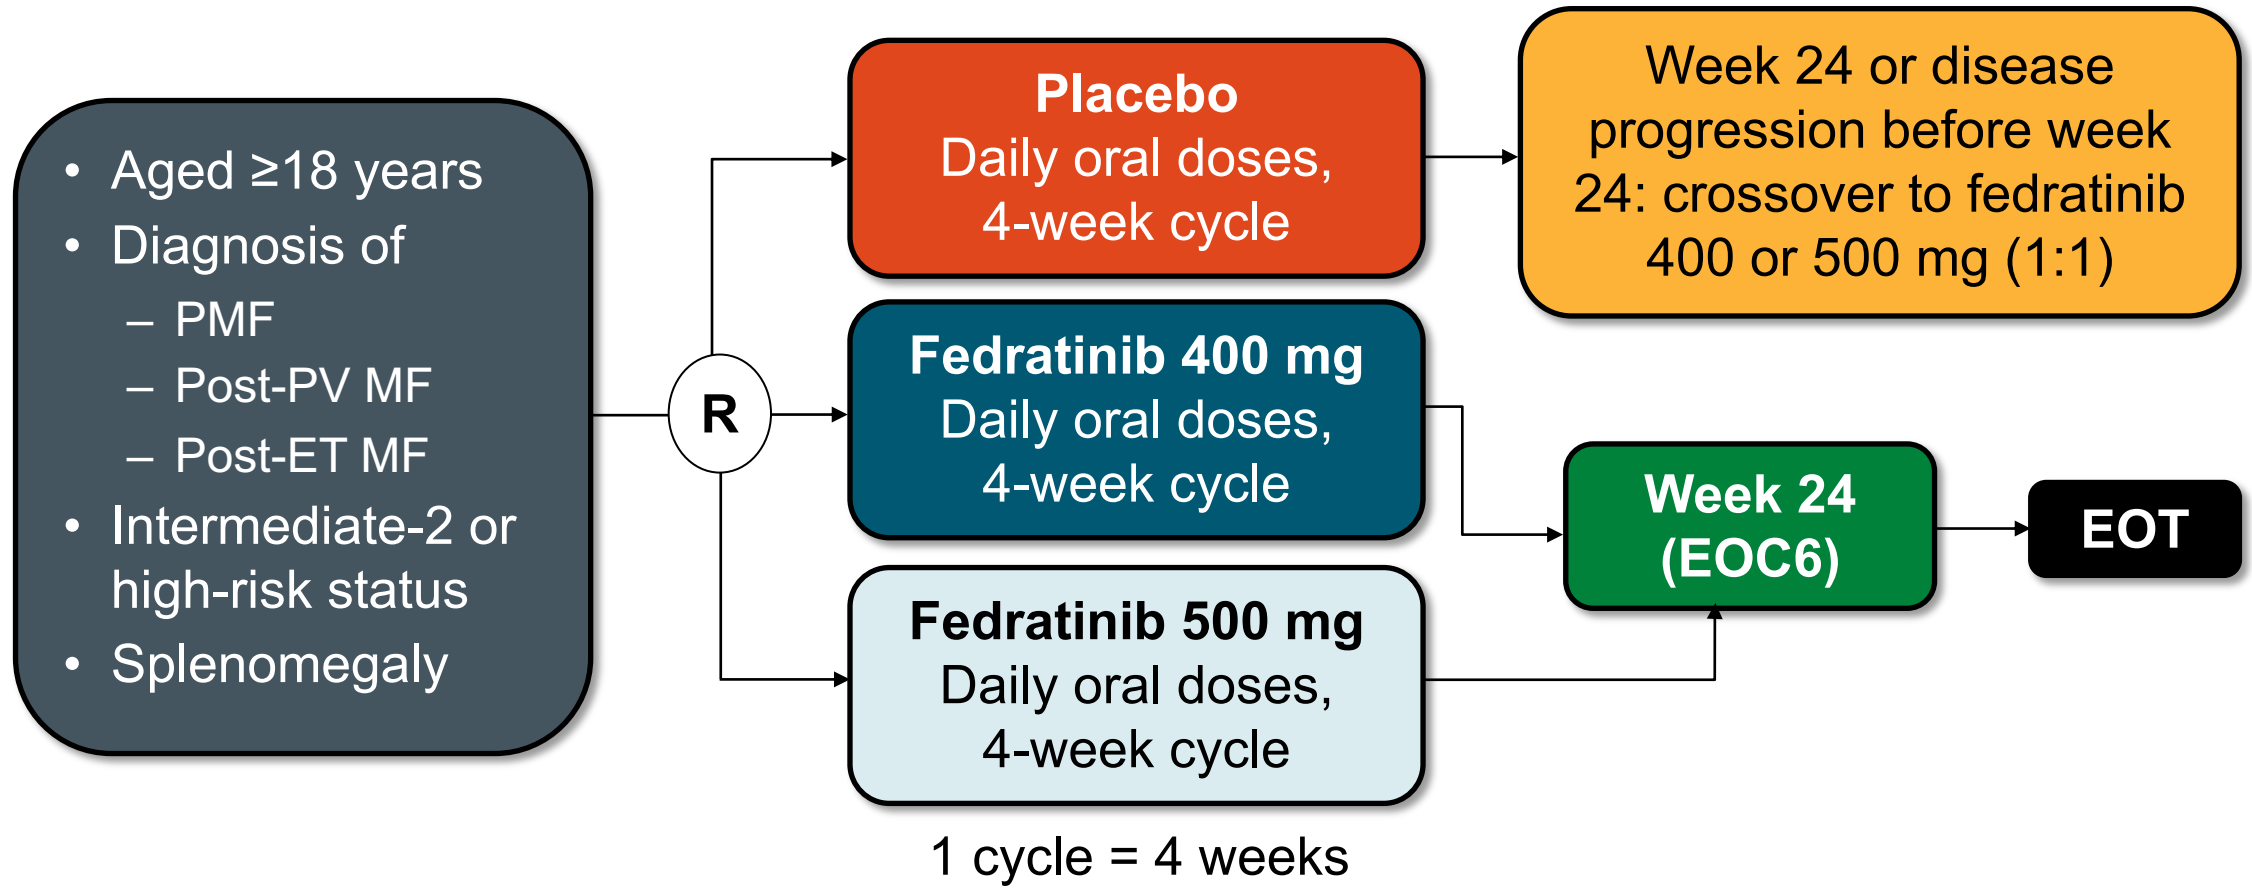 • Aged ≥18 years
• Diagnosis of
– PMF
– Post-PV MF
– Post-ET MF
• Intermediate-2 or
high-risk status
• Splenomegaly
R
Placebo
Daily oral doses,
4-week cycle
Week 24 or disease
progression before week
24: crossover to fedratinib
400 or 500 mg (1:1)
Fedratinib 400 mg
Daily oral doses,
4-week cycle
Fedratinib 500 mg
Daily oral doses,
4-week cycle
Week 24
(EOC6)
EOT
1 cycle = 4 weeks